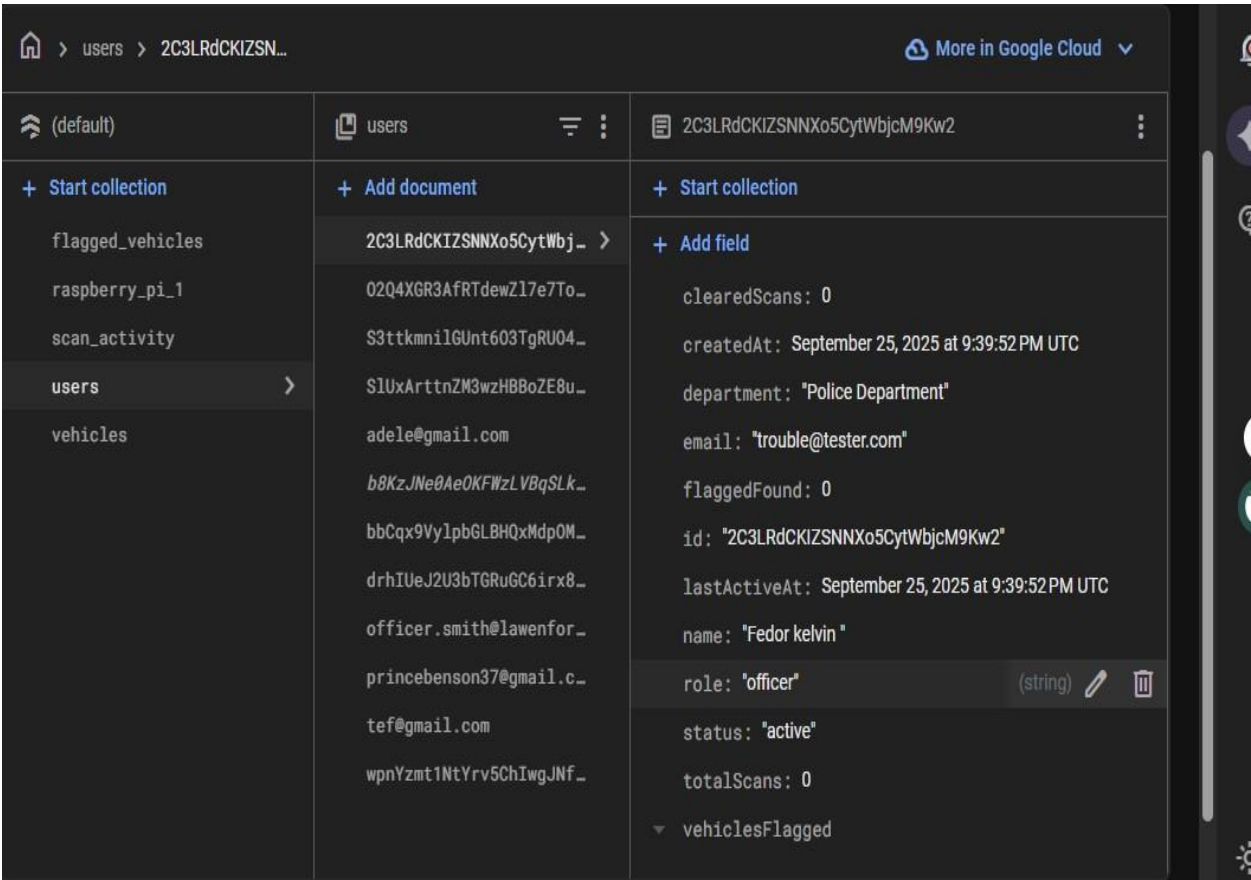 users > 2C3LRdCKIZSN…
More in Google Cloud
(default)
users
2C3LRdCKIZSNNXo5CytWbjcM9Kw2
+ Start collection
flagged_vehicles
raspberry_pi_1
scan_activity
users
vehicles
+ Add document
2C3LRdCKIZSNNXo5CytWbj…
O2Q4XGR3AfRTdewZl7e7To…
S3ttkmnilGUnt6O3TgRUO4…
SlUxArttnZM3wzHBBoZE8u…
adele@gmail.com
b8KzJNe0AeOKFWzLVBqSLk…
bbCqx9VylpbGLBHQxMdpOM…
drhIUeJ2U3bTGRuGC6irx8…
officer.smith@lawenfor…
princebenson37@gmail.c…
tef@gmail.com
wpnYzmt1NtYrv5ChIwgJNf…
+ Start collection
+ Add field
clearedScans: 0
createdAt: September 25, 2025 at 9:39:52 PM UTC
department: "Police Department"
email: "trouble@tester.com"
flaggedFound: 0
id: "2C3LRdCKIZSNNXo5CytWbjcM9Kw2"
lastActiveAt: September 25, 2025 at 9:39:52 PM UTC
name: "Fedor kelvin "
role: "officer" (string)
status: "active"
totalScans: 0
vehiclesFlagged